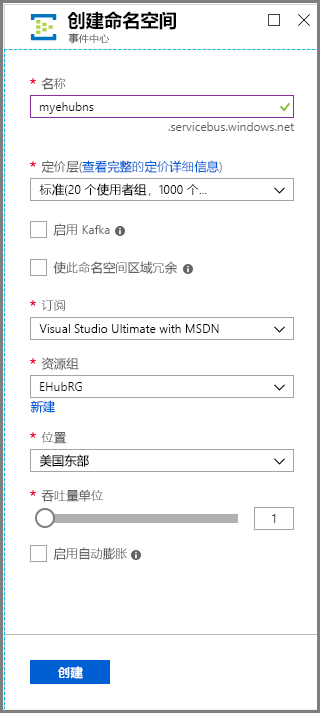 创建命名空间
事件中心
* 名称
myehubns
.servicebus.windows.net
* 定价层(查看完整的定价详细信息)
标准(20 个使用者组，1000 个...
启用 Kafka
使此命名空间区域冗余
* 订阅
Visual Studio Ultimate with MSDN
* 资源组
EHubRG
新建
* 位置
美国东部
* 吞吐量单位
1
启用自动膨胀
创建